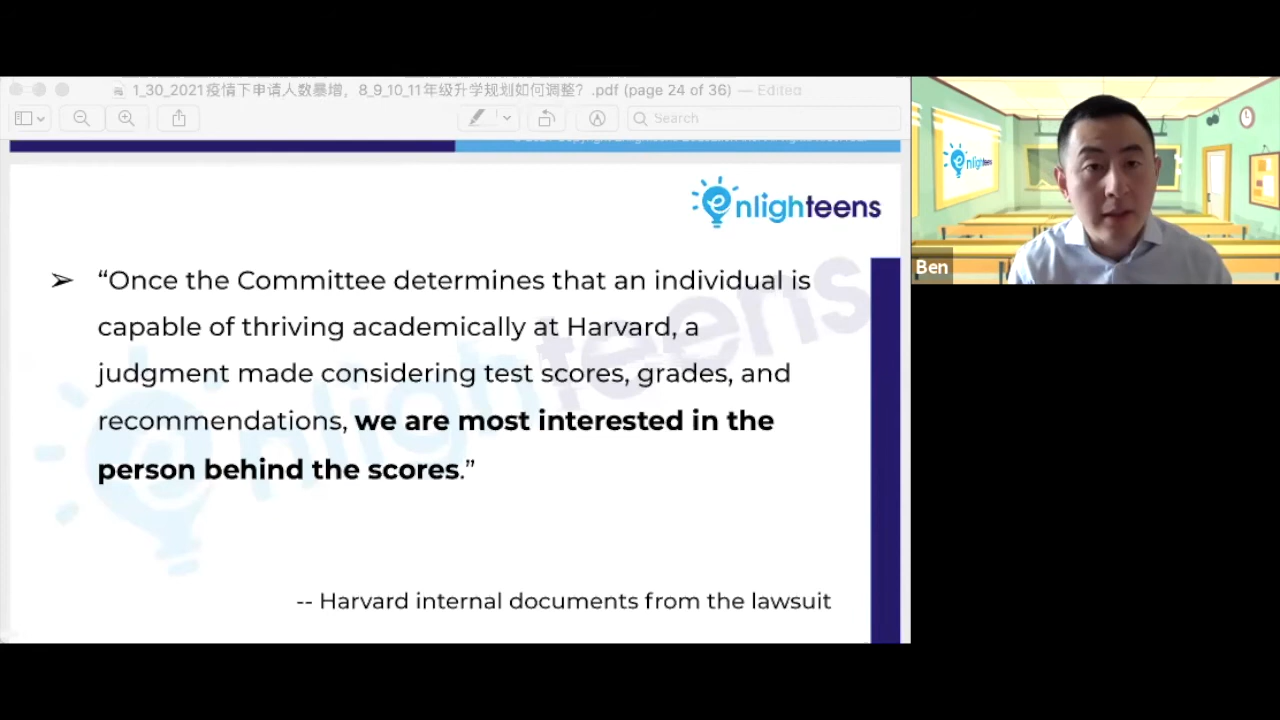 1_30_2021疫情下申请人数暴增，8_9_10_11年级升学规划如何调整？.pdf (page 24 of 36) — Edited
Search
enlighteens
“Once the Committee determines that an individual is
capable of thriving academically at Harvard, a
judgment made considering test scores, grades, and
recommendations, we are most interested in the
person behind the scores.”
-- Harvard internal documents from the lawsuit
enlighteens
enlighteens
Ben